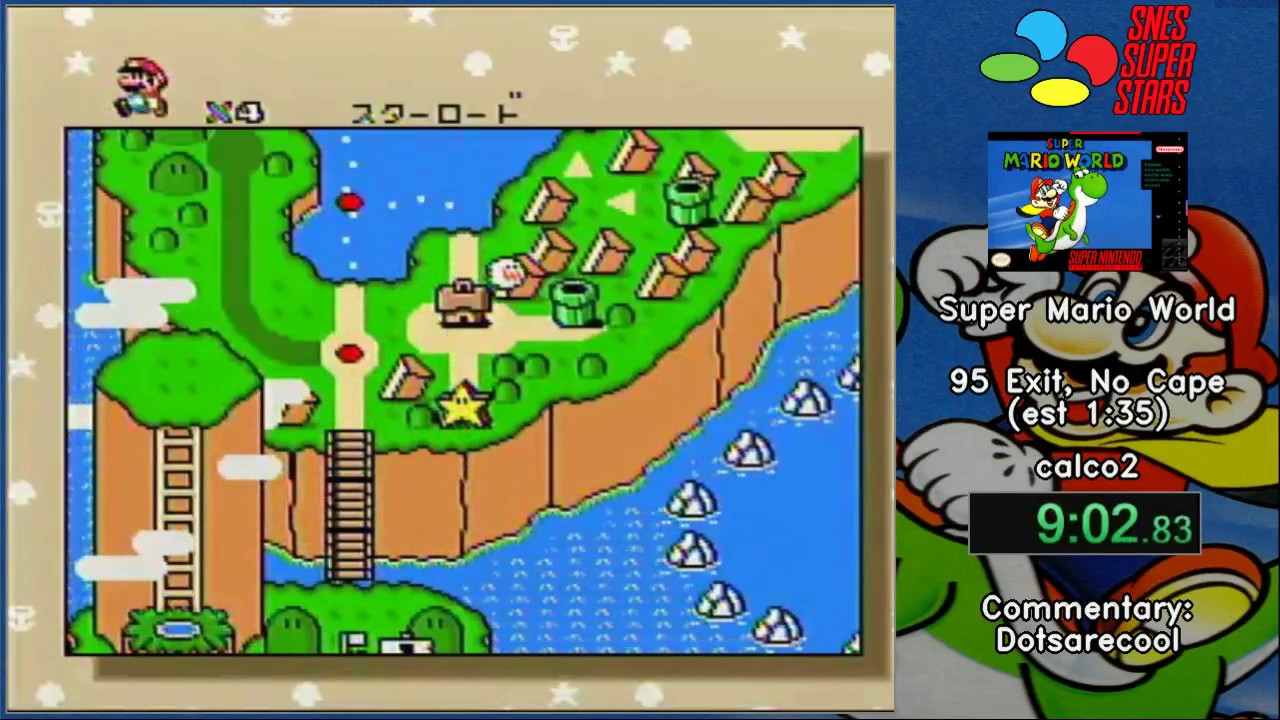 x4
スターロード
SNES
SUPER
STARS
SUPER
MARIO WORLD
Nintendo
SUPER NINTENDO
Super Mario World
95 Exit, No Cape
(est 1:35)
calco2
9:02.83
Commentary:
Dotsarecool